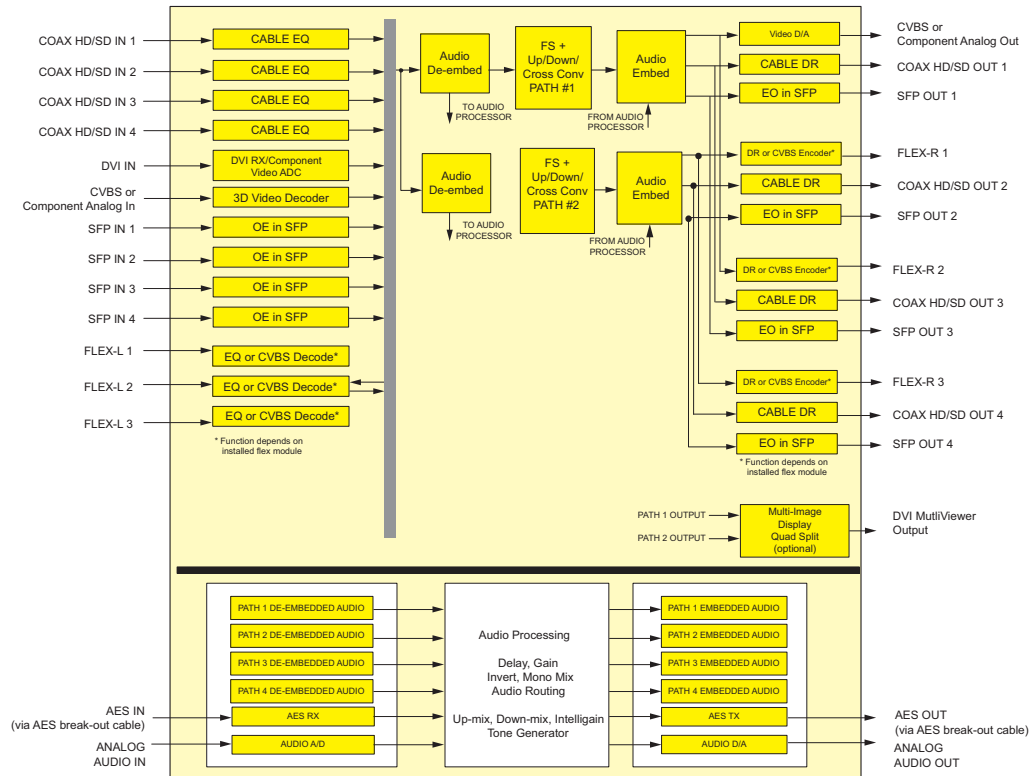 COAX HD/SD IN 1
CABLE EQ
COAX HD/SD IN 2
CABLE EQ
COAX HD/SD IN 3
CABLE EQ
COAX HD/SD IN 4
CABLE EQ
DVI IN
DVI RX/Component
Video ADC
CVBS or
Component Analog In
3D Video Decoder
SFP IN 1
OE in SFP
SFP IN 2
OE in SFP
SFP IN 3
OE in SFP
SFP IN 4
OE in SFP
FLEX-L 1
EQ or CVBS Decode*
FLEX-L 2
EQ or CVBS Decode*
FLEX-L 3
EQ or CVBS Decode*
* Function depends on
installed flex module
Audio
De-embed
TO AUDIO
PROCESSOR
FS +
Up/Down/
Cross Conv
PATH #1
Audio
Embed
FROM AUDIO
PROCESSOR
Audio
De-embed
TO AUDIO
PROCESSOR
FS +
Up/Down/
Cross Conv
PATH #2
Audio
Embed
FROM AUDIO
PROCESSOR
Video D/A
CVBS or
Component Analog Out
CABLE DR
COAX HD/SD OUT 1
EO in SFP
SFP OUT 1
DR or CVBS Encoder*
FLEX-R 1
CABLE DR
COAX HD/SD OUT 2
EO in SFP
SFP OUT 2
DR or CVBS Encoder*
FLEX-R 2
CABLE DR
COAX HD/SD OUT 3
EO in SFP
SFP OUT 3
DR or CVBS Encoder*
FLEX-R 3
CABLE DR
COAX HD/SD OUT 4
EO in SFP
SFP OUT 4
* Function depends on
installed flex module
PATH 1 OUTPUT
PATH 2 OUTPUT
Multi-Image
Display
Quad Split
(optional)
DVI MutliViewer
Output
PATH 1 DE-EMBEDDED AUDIO
PATH 2 DE-EMBEDDED AUDIO
PATH 3 DE-EMBEDDED AUDIO
PATH 4 DE-EMBEDDED AUDIO
AES IN
(via AES break-out cable)
AES RX
ANALOG
AUDIO IN
AUDIO A/D
Audio Processing
Delay, Gain
Invert, Mono Mix
Audio Routing
Up-mix, Down-mix, Intelligain
Tone Generator
PATH 1 EMBEDDED AUDIO
PATH 2 EMBEDDED AUDIO
PATH 3 EMBEDDED AUDIO
PATH 4 EMBEDDED AUDIO
AES TX
AES OUT
(via AES break-out cable)
AUDIO D/A
ANALOG
AUDIO OUT